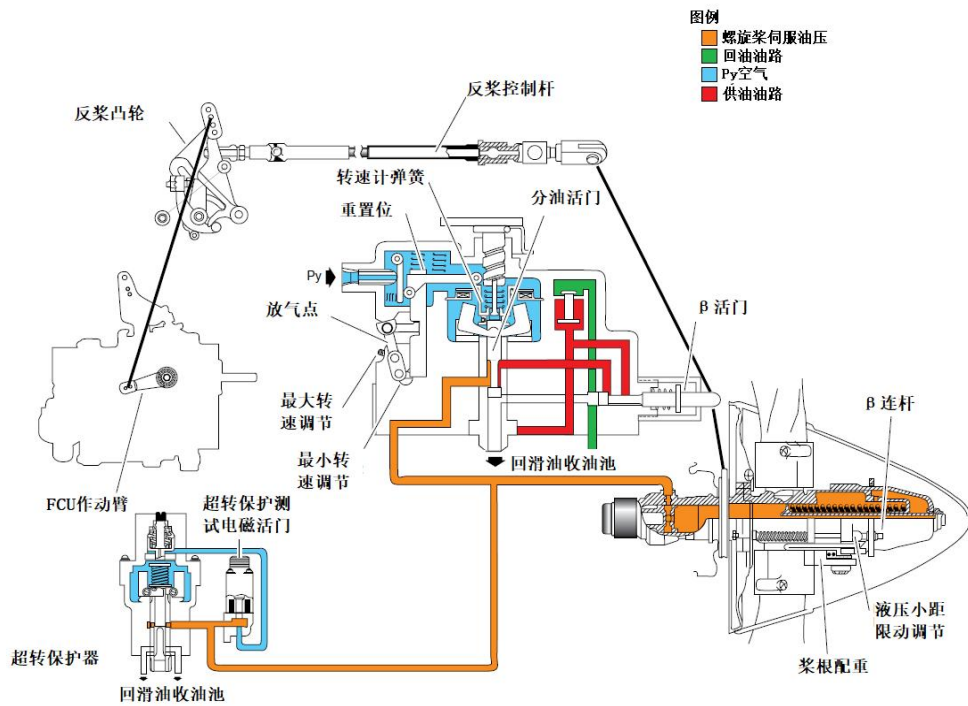 图例
螺旋桨伺服油压
回油油路
Py空气
供油油路
反桨控制杆
反桨凸轮
转速计弹簧
分油活门
重置位
Py
放气点
β活门
最大转
速调节
β连杆
最小转
速调节
回滑油收油池
FCU作动臂
超转保护测
试电磁活门
液压小距
限动调节
超转保护器
桨根配重
回滑油收油池